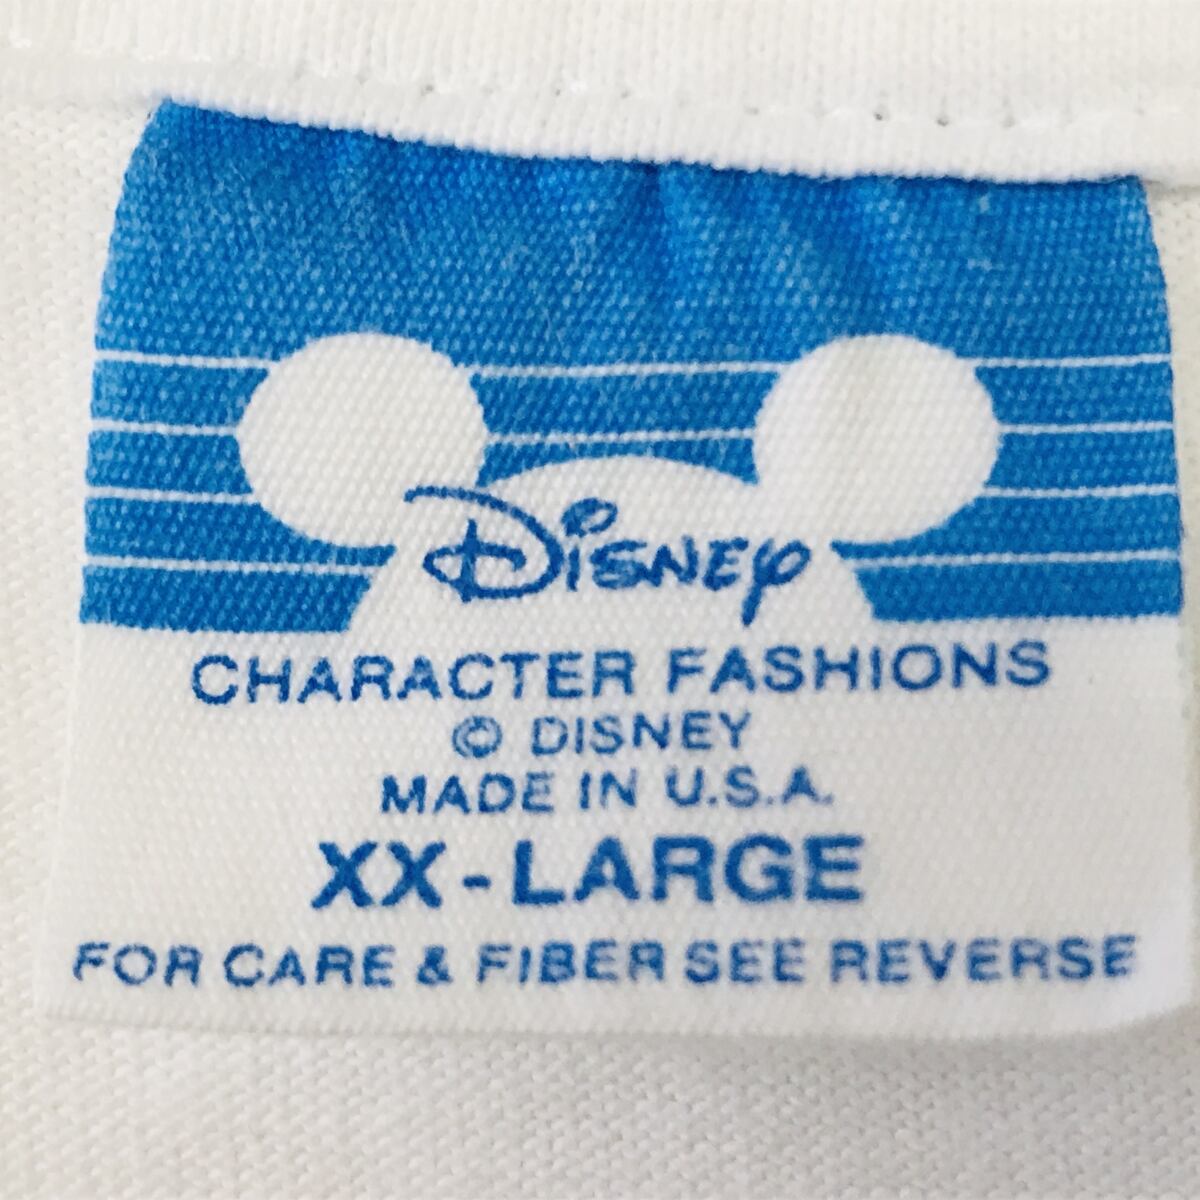 Disney
CHARACTER FASHIONS
© DISNEY
MADE IN U.S.A.
XX-LARGE
FOR CARE & FIBER SEE REVERSE